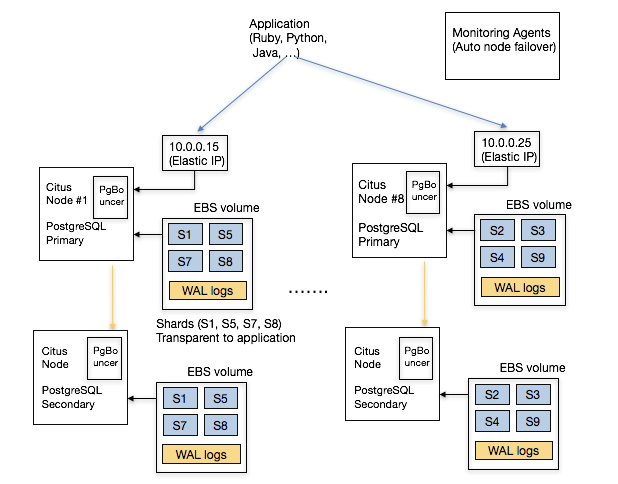 Application
(Ruby, Python,
Java, ...)
Monitoring Agents
(Auto node failover)
10.0.0.15
(Elastic IP)
10.0.0.25
(Elastic IP)
Citus
Node #1
PgBo
uncer
PostgreSQL
Primary
EBS volume
S1
S5
S7
S8
WAL logs
Shards (S1, S5, S7, S8)
Transparent to application
.......
Citus
Node #8
PgBo
uncer
PostgreSQL
Primary
EBS volume
S2
S3
S4
S9
WAL logs
Citus
Node
PgBo
uncer
PostgreSQL
Secondary
EBS volume
S1
S5
S7
S8
WAL logs
Citus
Node
PgBo
uncer
PostgreSQL
Secondary
EBS volume
S2
S3
S4
S9
WAL logs